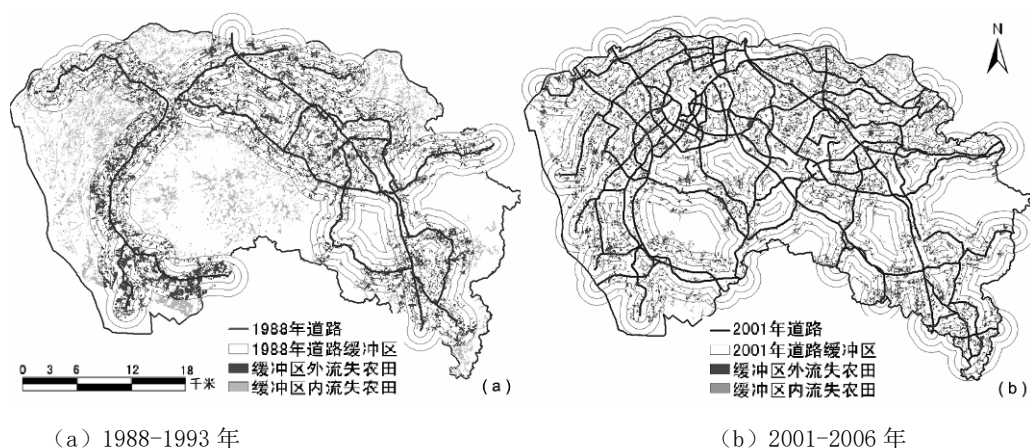 N
1988年道路
1988年道路缓冲区
缓冲区外流失农田
缓冲区内流失农田
0 3 6 12 18
千米
(a)
2001年道路
2001年道路缓冲区
缓冲区外流失农田
缓冲区内流失农田
(b)
(a) 1988-1993 年
(b) 2001-2006 年